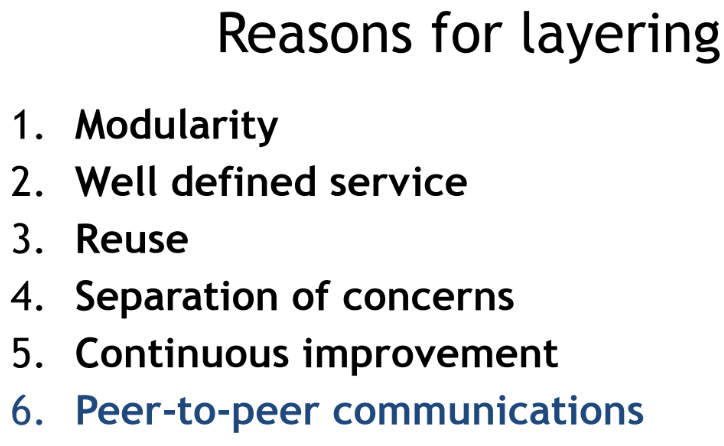 Reasons for layering
1. Modularity
2. Well defined service
3. Reuse
4. Separation of concerns
5. Continuous improvement
6. Peer-to-peer communications